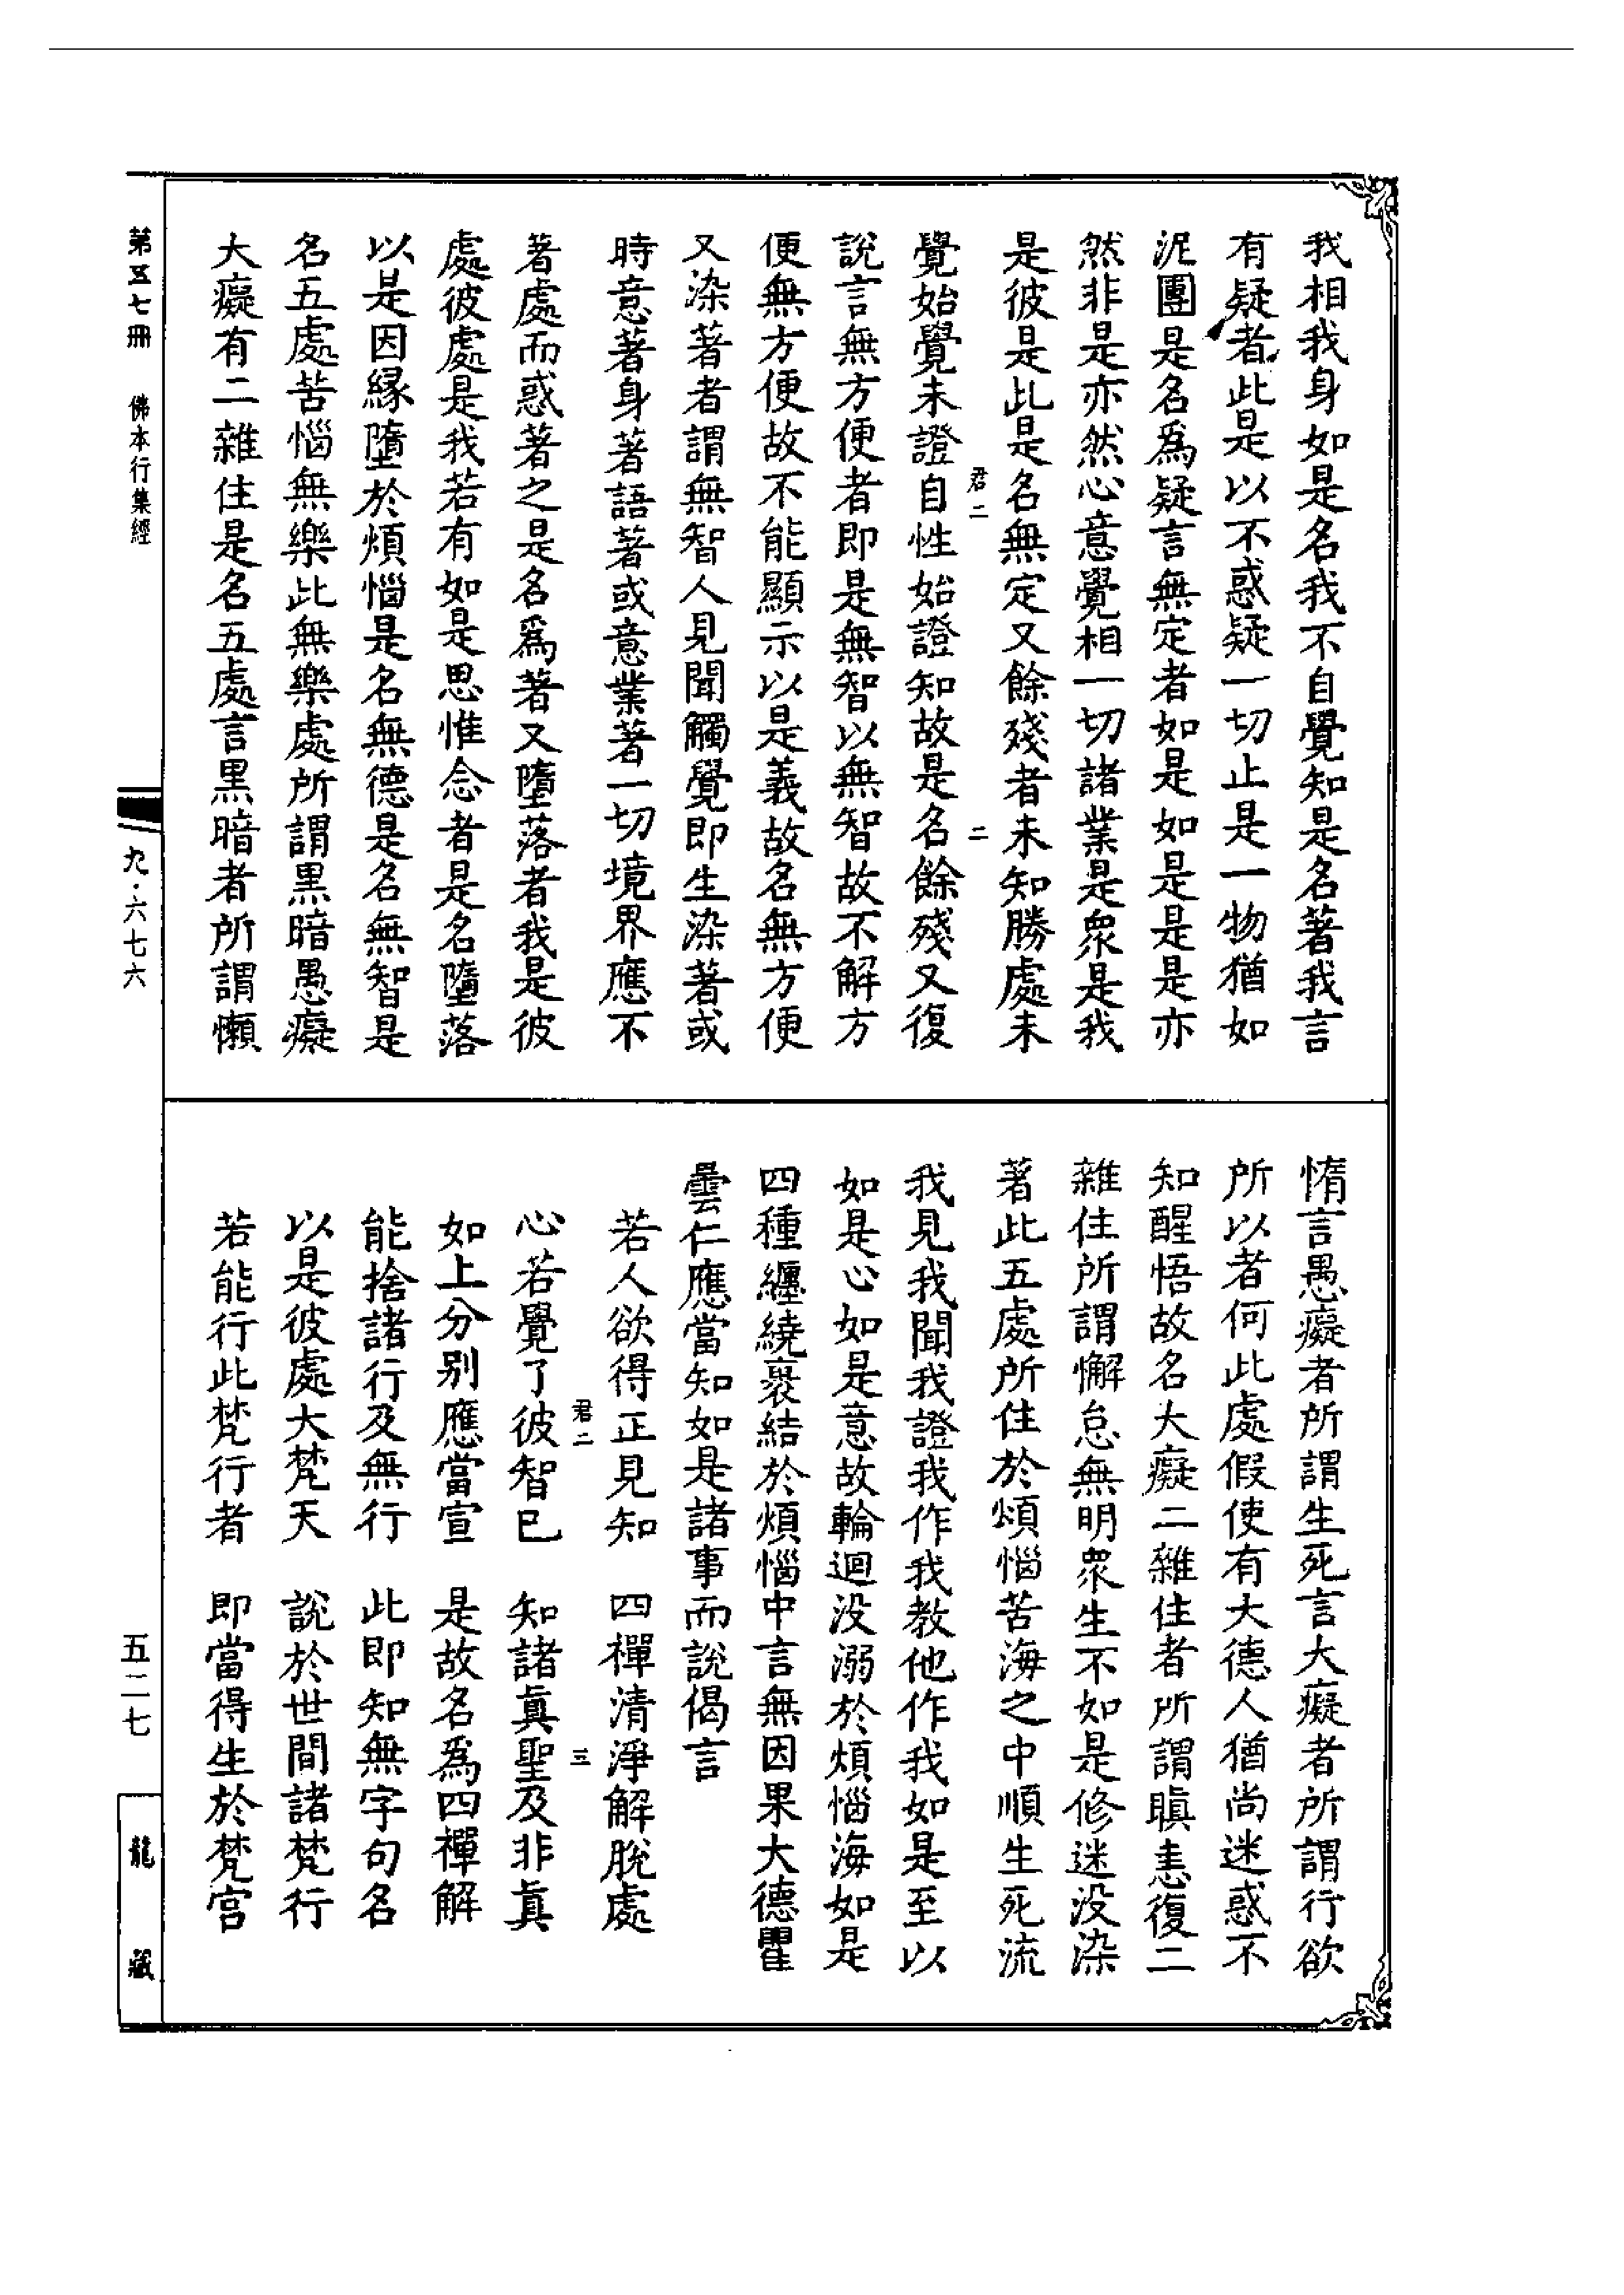 我相我身如是名我不自覺知是名著我言
有疑者此是以不惑疑一切止是一物猶如
泥團是名爲疑言無定者如是如是是是亦
然非是亦然心意覺相一切諸業是衆是我
是彼是此是名無定又餘殘者未知勝處未
君二 二
覺始覺未證自性始證知故是名餘殘又復
說言無方便者即是無智以無智故不解方
便無方便故不能顯示以是義故名無方便
又染著者謂無智人見聞觸覺即生染著或
時意著身著語著或意業著一切境界應不
著處而惑著之是名爲著又墮落者我是彼
處彼處是我若有如是思惟念者是名墮落
以是因緣墮於煩惱是名無德是名無智是
名五處苦惱無樂此無樂處所謂黑暗愚癡
大癡有二雜住是名五處言黑暗者所謂懶
惰言愚癡者所謂生死言大癡者所謂行欲
所以者何此處假使有大德人猶尚迷惑不
知醒悟故名大癡二雜住者所謂瞋恚復二
雜住所謂懈怠無明衆生不如是修迷没染
著此五處所住於煩惱苦海之中順生死流
我見我聞我證我作我教他作我如是至以
如是心如是意故輪迴没溺於煩惱海如是
四種纏繞裹結於煩惱中言無因果大德瞿
曇仁應當知如是諸事而說偈言
若人欲得正見知 四禪清淨解脫處
君二 三
心若覺了彼智已 知諸眞聖及非眞
如上分别應當宣 是故名爲四禪解
能捨諸行及無行 此即知無字句名
以是彼處大梵天 說於世間諸梵行
若能行此梵行者 即當得生於梵宫
第五七冊 佛本行集經
九·六七六
五二七
龍藏